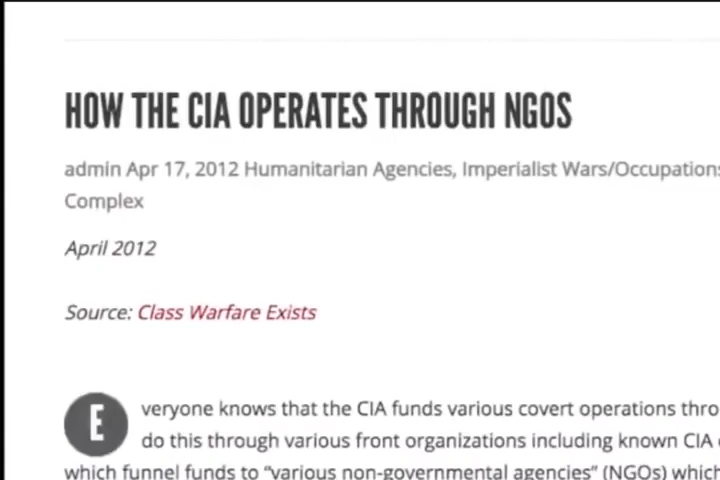 HOW THE CIA OPERATES THROUGH NGOS
admin Apr 17, 2012 Humanitarian Agencies, Imperialist Wars/Occupations
Complex
April 2012
Source: Class Warfare Exists
Everyone knows that the CIA funds various covert operations thro
do this through various front organizations including known CIA
which funnel funds to “various non-governmental agencies” (NGOs) which